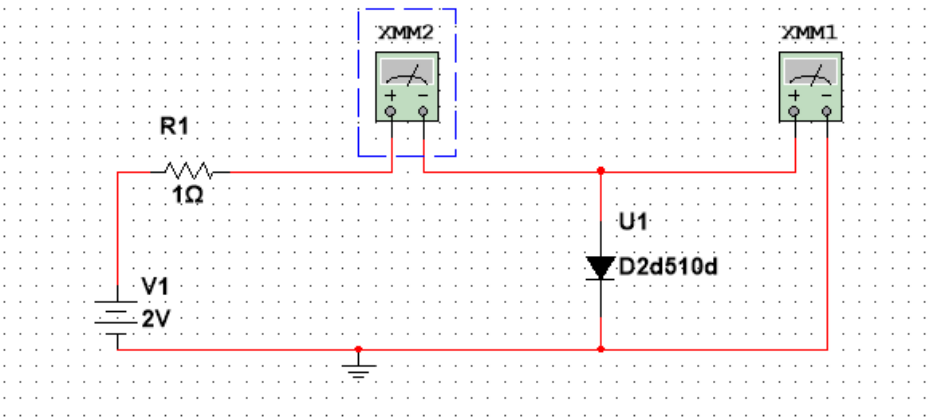 XMM2
XMM1
+ −
+ −
R1
1Ω
U1
D2d510d
V1
2V